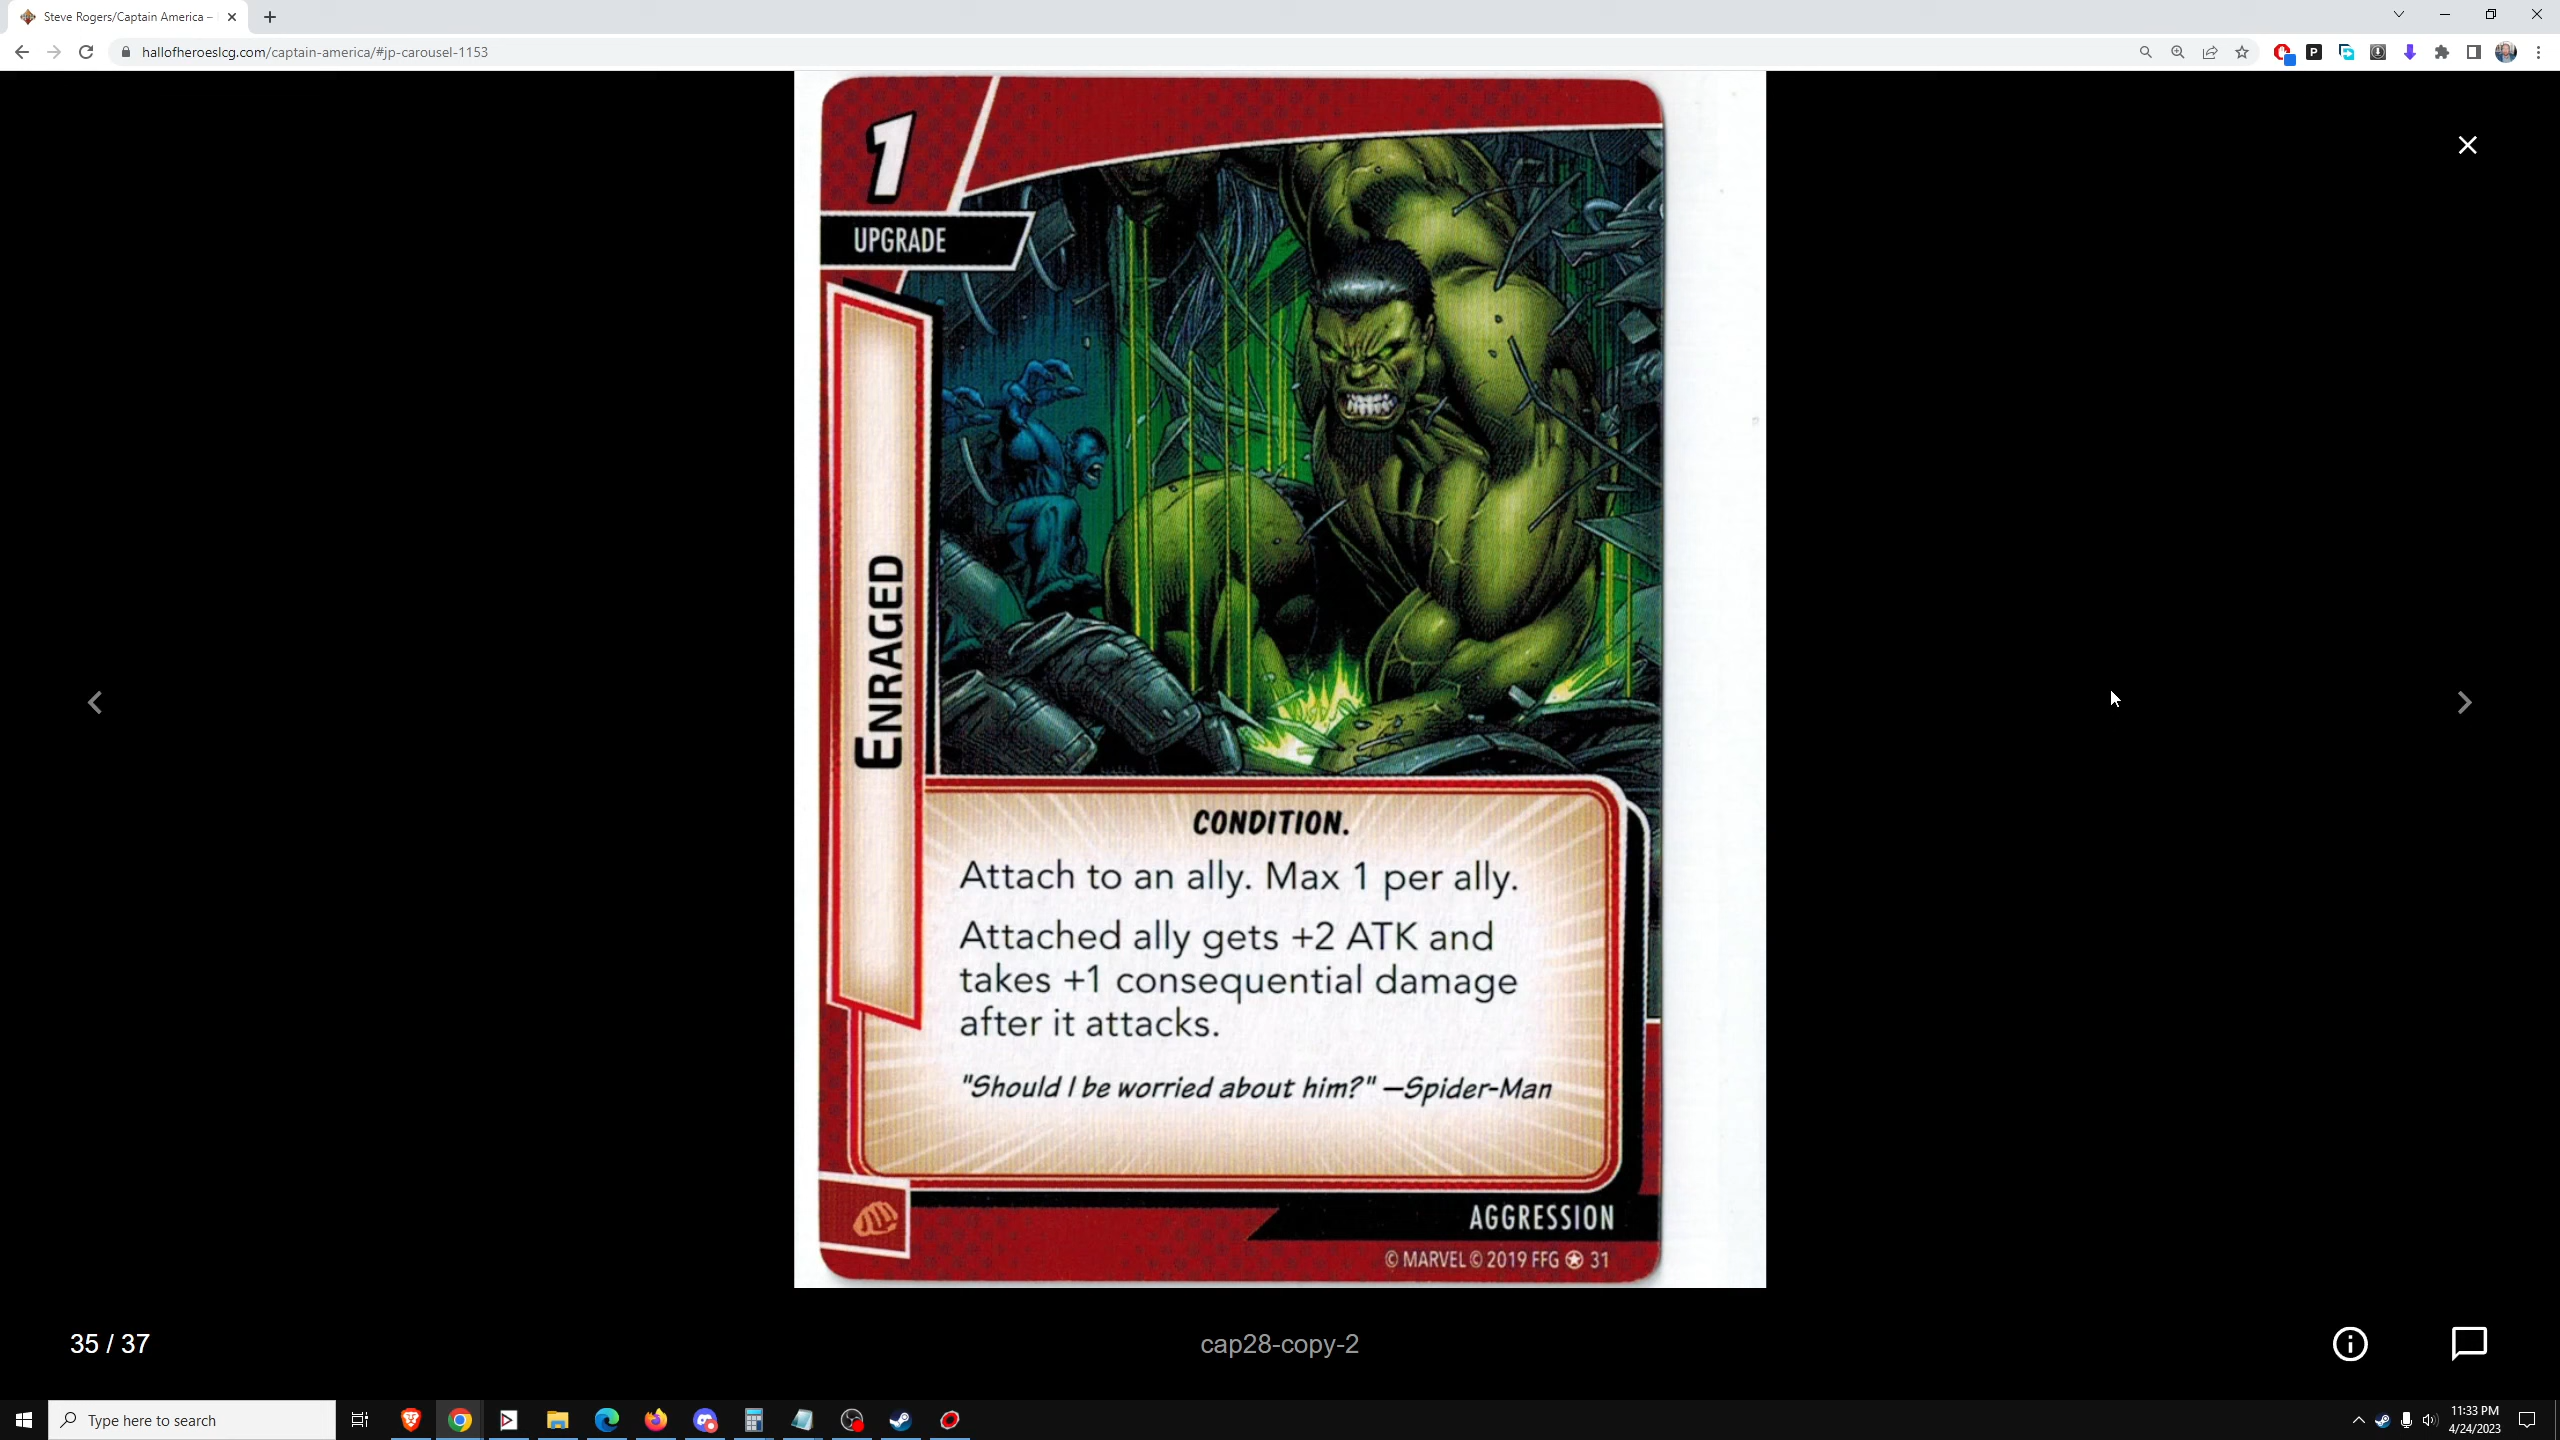 Steve Rogers/Captain America –
hallofheroeslcg.com/captain-america/#jp-carousel-1153
1
UPGRADE
ENRAGED
CONDITION.
Attach to an ally. Max 1 per ally.
Attached ally gets +2 ATK and
takes +1 consequential damage
after it attacks.
"Should I be worried about him?" —Spider-Man
AGGRESSION
© MARVEL © 2019 FFG 31
35 / 37
cap28-copy-2
Type here to search
11:33 PM
4/24/2023